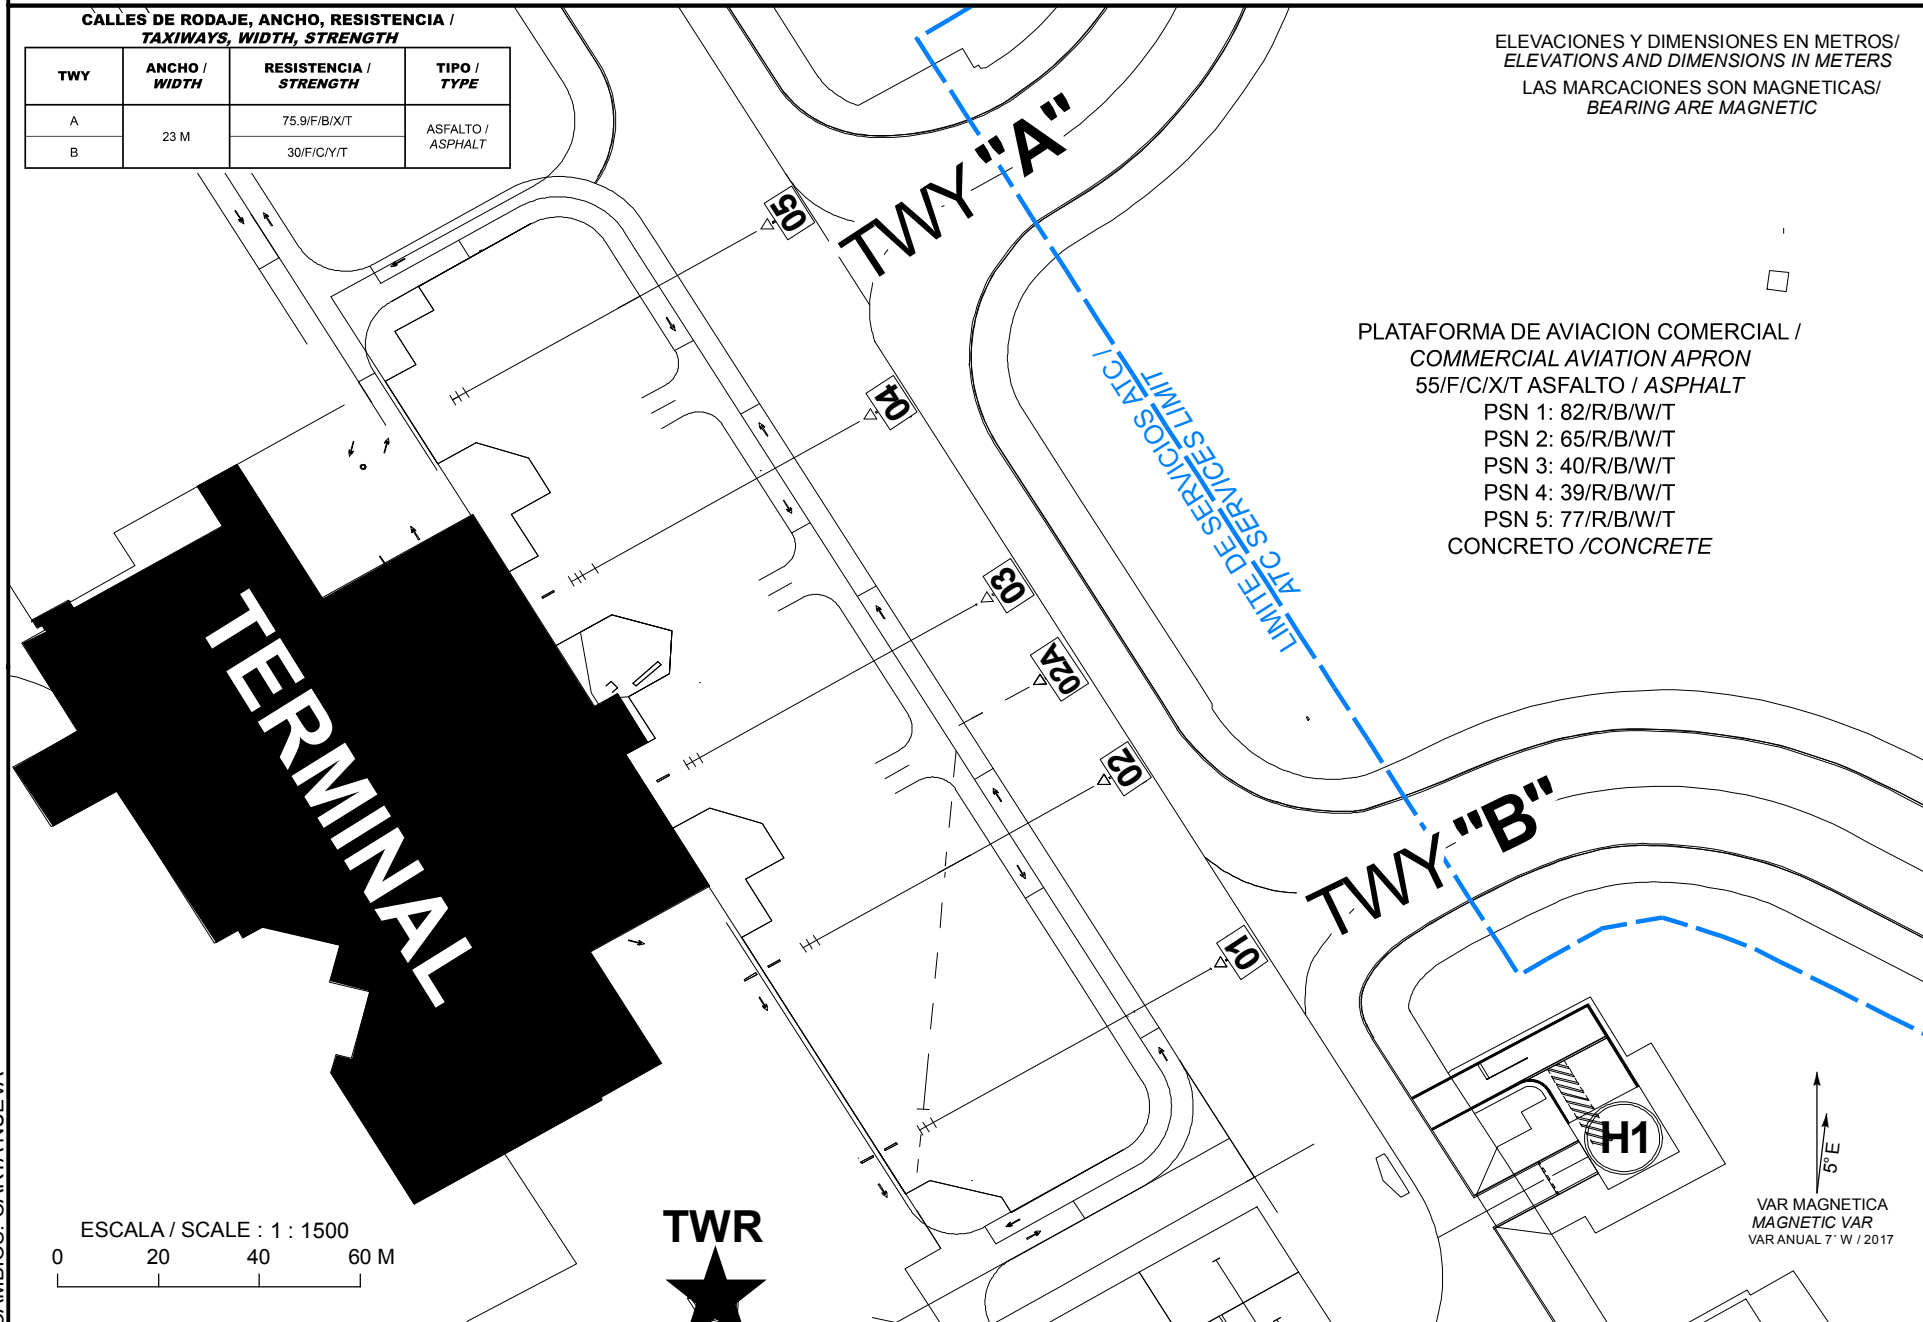 CALLES DE RODAJE, ANCHO, RESISTENCIA /
TAXIWAYS, WIDTH, STRENGTH
TWY
ANCHO /
WIDTH
RESISTENCIA /
STRENGTH
TIPO /
TYPE
A
23 M
75.9/F/B/X/T
ASFALTO /
ASPHALT
B
30/F/C/Y/T
ELEVACIONES Y DIMENSIONES EN METROS/
ELEVATIONS AND DIMENSIONS IN METERS
LAS MARCACIONES SON MAGNETICAS/
BEARING ARE MAGNETIC
TWY "A"
05
04
03
02A
02
01
LIMITE DE SERVICIOS ATC /
ATC SERVICES LIMIT
PLATAFORMA DE AVIACION COMERCIAL /
COMMERCIAL AVIATION APRON
55/F/C/X/T ASFALTO / ASPHALT
PSN 1: 82/R/B/W/T
PSN 2: 65/R/B/W/T
PSN 3: 40/R/B/W/T
PSN 4: 39/R/B/W/T
PSN 5: 77/R/B/W/T
CONCRETO /CONCRETE
TERMINAL
TWY "B"
H1
5° E
VAR MAGNETICA
MAGNETIC VAR
VAR ANUAL 7' W / 2017
TWR
ESCALA / SCALE : 1 : 1500
0 20 40 60 M